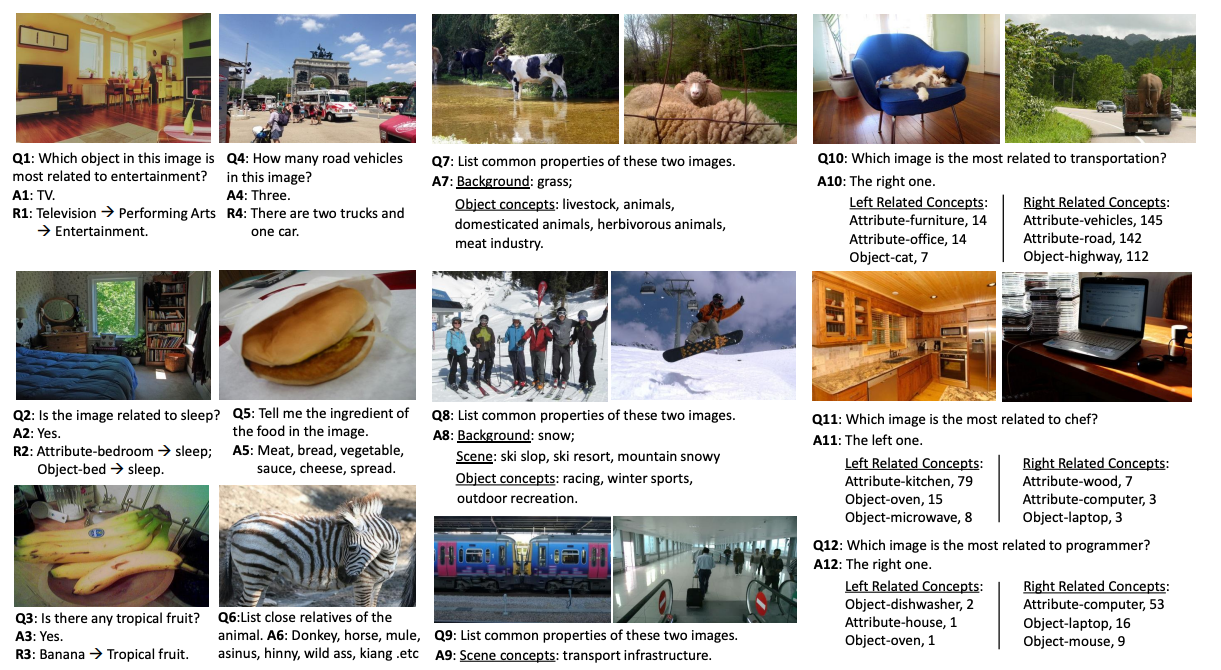 Q1: Which object in this image is
most related to entertainment?
A1: TV.
R1: Television → Performing Arts
→ Entertainment.
Q4: How many road vehicles
in this image?
A4: Three.
R4: There are two trucks and
one car.
Q7: List common properties of these two images.
A7: Background: grass;
Object concepts: livestock, animals,
domesticated animals, herbivorous animals,
meat industry.
Q10: Which image is the most related to transportation?
A10: The right one.
Left Related Concepts:
Attribute-furniture, 14
Attribute-office, 14
Object-cat, 7
Right Related Concepts:
Attribute-vehicles, 145
Attribute-road, 142
Object-highway, 112
Q2: Is the image related to sleep?
A2: Yes.
R2: Attribute-bedroom → sleep;
Object-bed → sleep.
Q5: Tell me the ingredient of
the food in the image.
A5: Meat, bread, vegetable,
sauce, cheese, spread.
Q8: List common properties of these two images.
A8: Background: snow;
Scene: ski slop, ski resort, mountain snowy
Object concepts: racing, winter sports,
outdoor recreation.
Q11: Which image is the most related to chef?
A11: The left one.
Left Related Concepts:
Attribute-kitchen, 79
Object-oven, 15
Object-microwave, 8
Right Related Concepts:
Attribute-wood, 7
Attribute-computer, 3
Object-laptop, 3
Q3: Is there any tropical fruit?
A3: Yes.
R3: Banana → Tropical fruit.
Q6:List close relatives of the
animal. A6: Donkey, horse, mule,
asinus, hinny, wild ass, kiang .etc
Q9: List common properties of these two images.
A9: Scene concepts: transport infrastructure.
Q12: Which image is the most related to programmer?
A12: The right one.
Left Related Concepts:
Object-dishwasher, 2
Attribute-house, 1
Object-oven, 1
Right Related Concepts:
Attribute-computer, 53
Object-laptop, 16
Object-mouse, 9